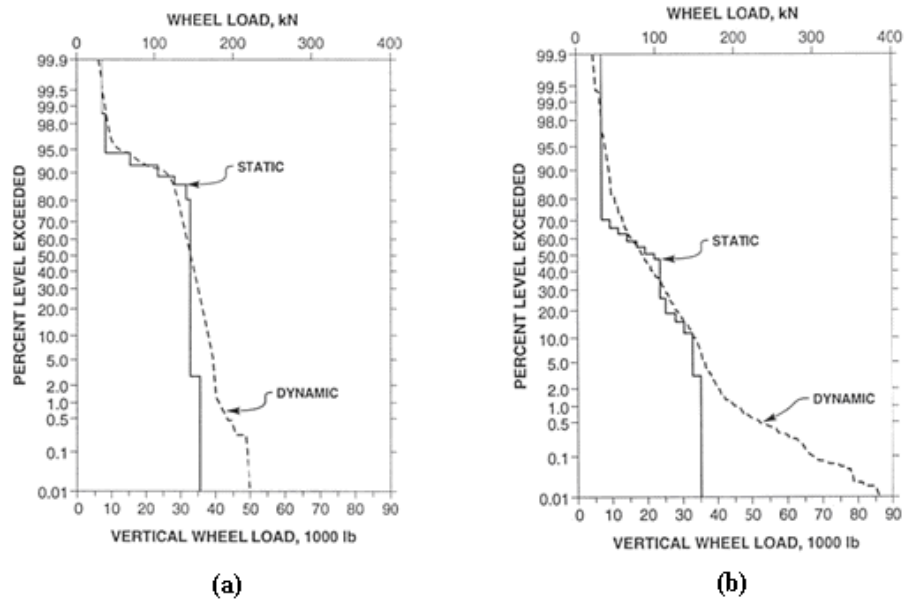 WHEEL LOAD, kN
0 100 200 300 400
99.9
99.5
99.0
98.0
95.0
90.0
80.0
70.0
60.0
50.0
40.0
30.0
20.0
10.0
5.0
2.0
1.0
0.5
0.1
0.01
PERCENT LEVEL EXCEEDED
STATIC
DYNAMIC
0 10 20 30 40 50 60 70 80 90
VERTICAL WHEEL LOAD, 1000 lb
(a)
WHEEL LOAD, kN
0 100 200 300 400
99.9
99.5
99.0
98.0
95.0
90.0
80.0
70.0
60.0
50.0
40.0
30.0
20.0
10.0
5.0
2.0
1.0
0.5
0.1
0.01
PERCENT LEVEL EXCEEDED
STATIC
DYNAMIC
0 10 20 30 40 50 60 70 80 90
VERTICAL WHEEL LOAD, 1000 lb
(b)